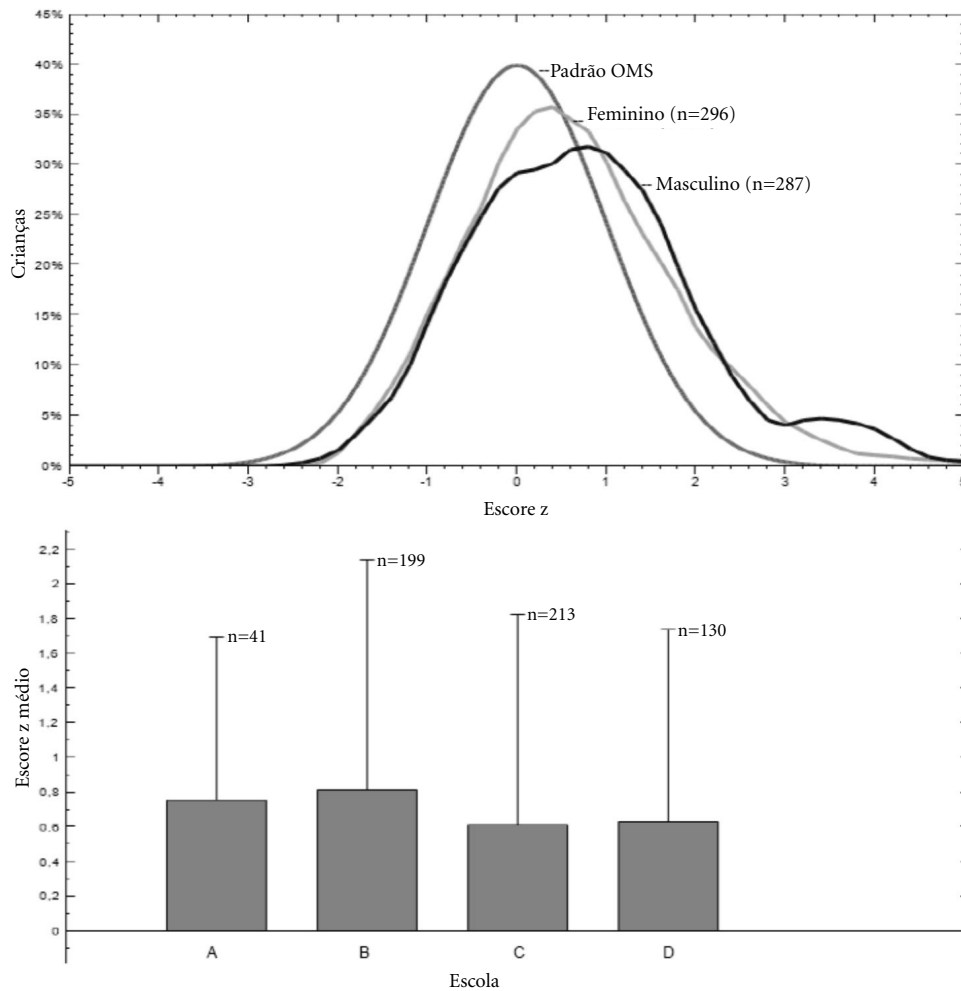 45%
40%
35%
30%
25%
20%
15%
10%
5%
0%
Crianças
--Padrão OMS
Feminino (n=296)
Masculino (n=287)
-5 -4 -3 -2 -1 0 1 2 3 4 5
Escore z
2,2
2
1,8
1,6
1,4
1,2
1
0,8
0,6
0,4
0,2
0
Escore z médio
n=41
n=199
n=213
n=130
A B C D
Escola